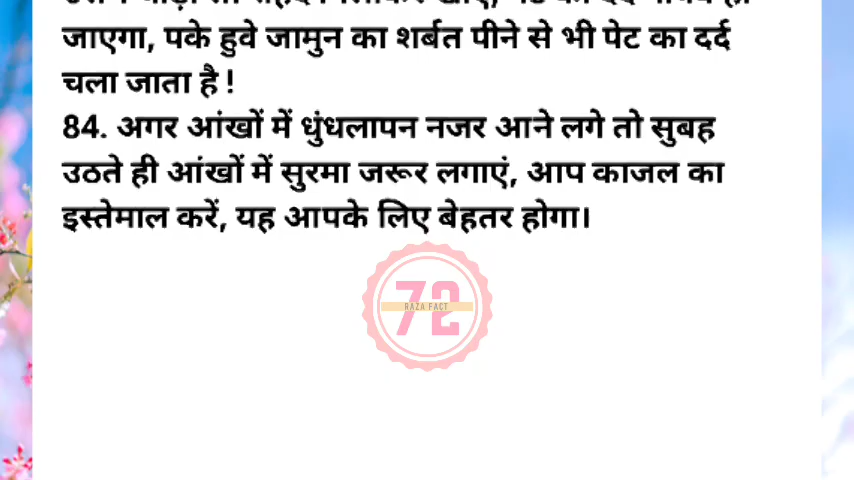 जाएगा, पके हुवे जामुन का शर्बत पीने से भी पेट का दर्द
चला जाता है !
84. अगर आंखों में धुंधलापन नजर आने लगे तो सुबह
उठते ही आंखों में सुरमा जरूर लगाएं, आप काजल का
इस्तेमाल करें, यह आपके लिए बेहतर होगा।
72
RAZA FACT